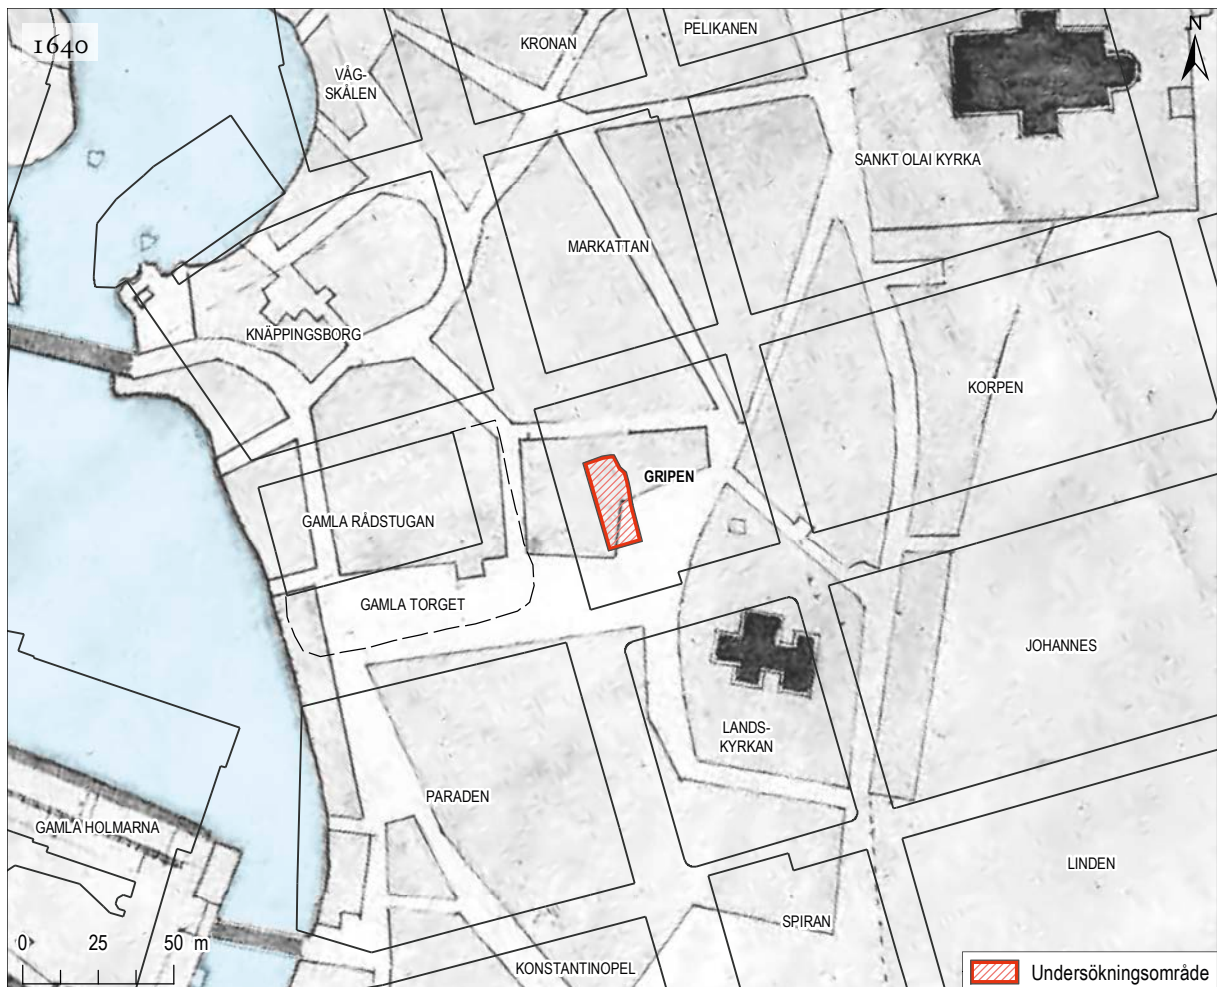 1640
KRONAN
PELIKANEN
N
VÅG-
SKÅLEN
SANKT OLAI KYRKA
MARKATTAN
KNÄPPINGSBORG
KORPEN
GRIPEN
GAMLA RÅDSTUGAN
GAMLA TORGET
JOHANNES
LANDS-
KYRKAN
PARADEN
GAMLA HOLMARNA
LINDEN
SPIRAN
0 25 50 m
KONSTANTINOPEL
Undersökningsområde